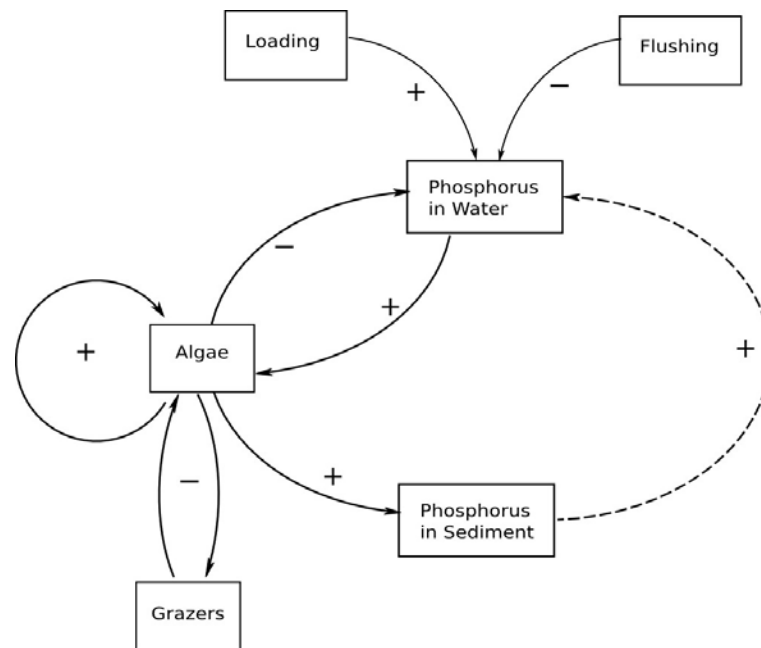 Loading
Flushing
+
−
Phosphorus
in Water
−
+
+
Algae
+
−
+
Phosphorus
in Sediment
Grazers